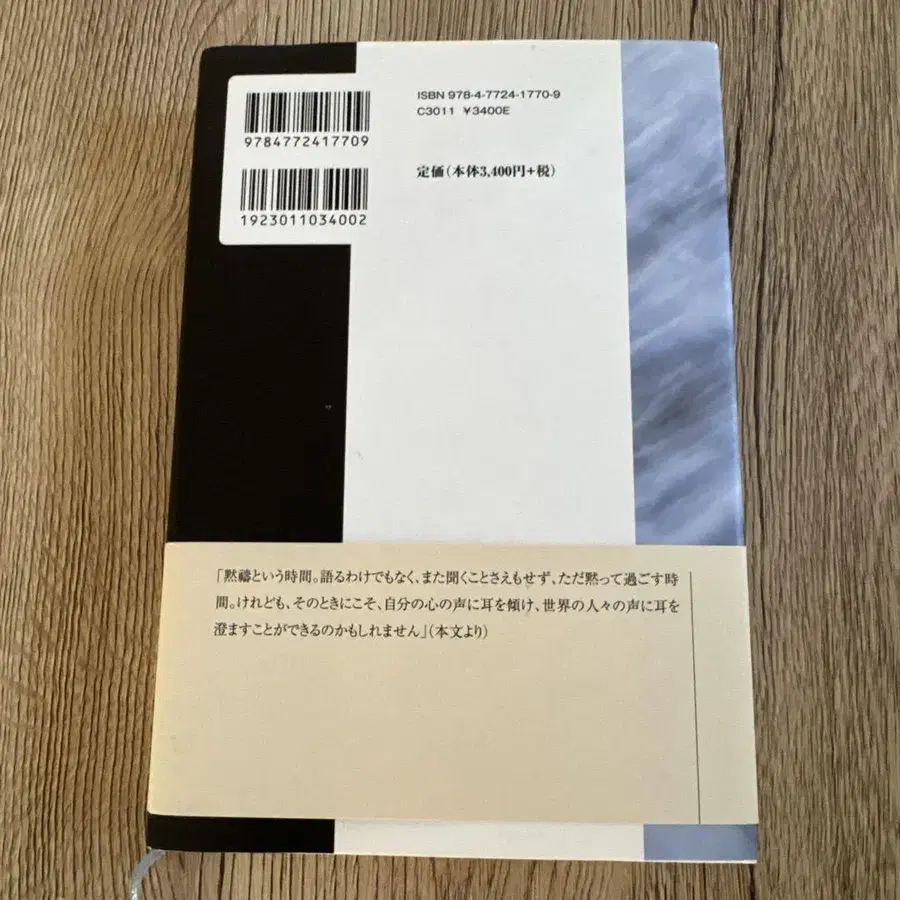 ISBN 978-4-7724-1770-9
C3011 ¥3400E
9784772417709
定価(本体3,400円+税)
1923011034002
「黙禱という時間。語るわけでもなく、また聞くことさえもせず、ただ黙って過ごす時
間。けれども、そのときにこそ、自分の心の声に耳を傾け、世界の人々の声に耳を
澄ますことができるのかもしれません」(本文より)